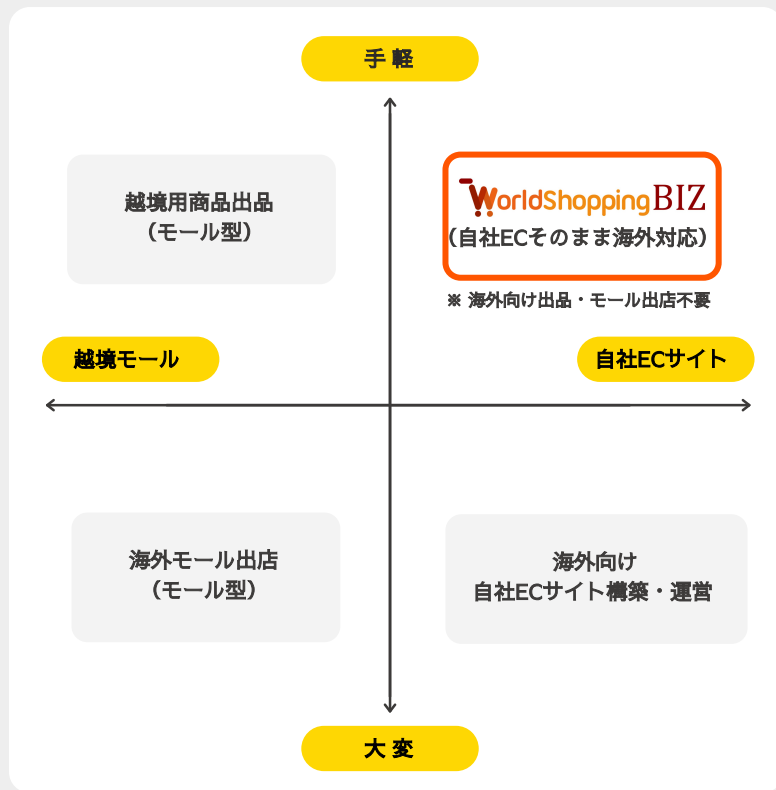 手 軽
越境用商品出品
（モール型）
WorldShopping BIZ
（自社ECそのまま海外対応）
※ 海外向け出品・モール出店不要
越境モール
自社ECサイト
海外モール出店
（モール型）
海外向け
自社ECサイト構築・運営
大 変